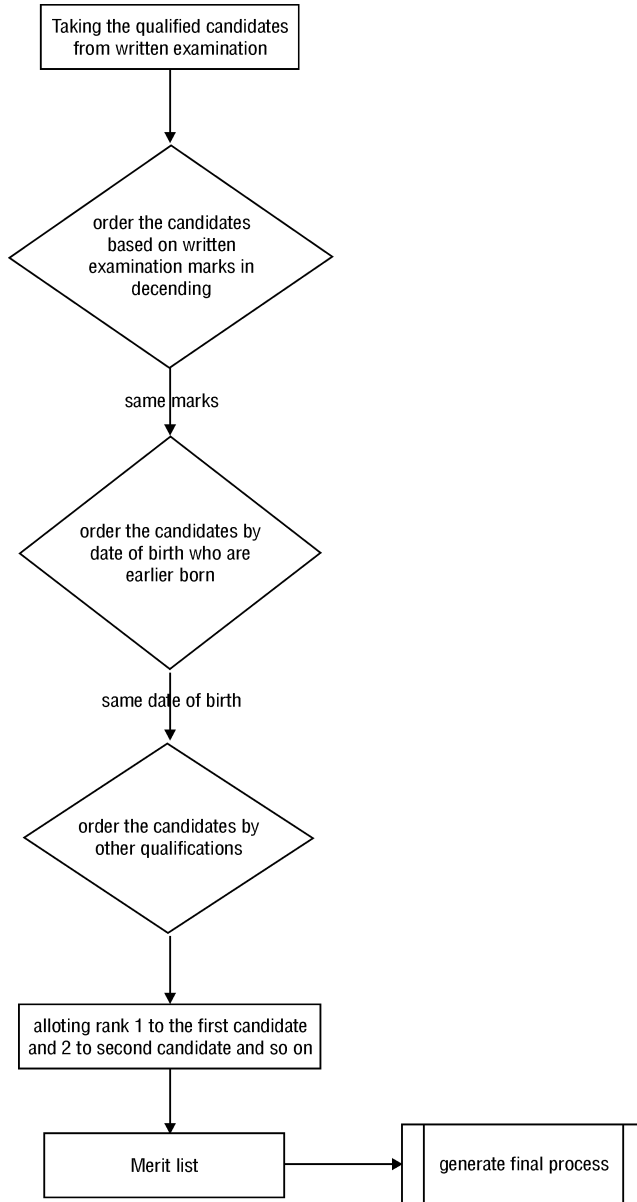 Taking the qualified candidates
from written examination
order the candidates
based on written
examination marks in
decending
same marks
order the candidates by
date of birth who are
earlier born
same date of birth
order the candidates by
other qualifications
alloting rank 1 to the first candidate
and 2 to second candidate and so on
Merit list
generate final process